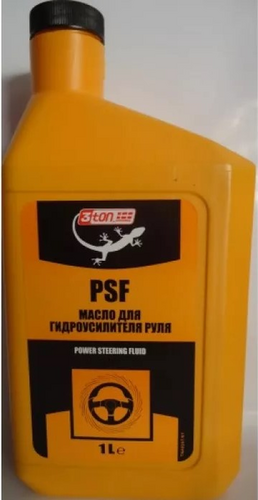 3ton
PSF
МАСЛО ДЛЯ
ГИДРОУСИЛИТЕЛЯ РУЛЯ
POWER STEERING FLUID
1L e